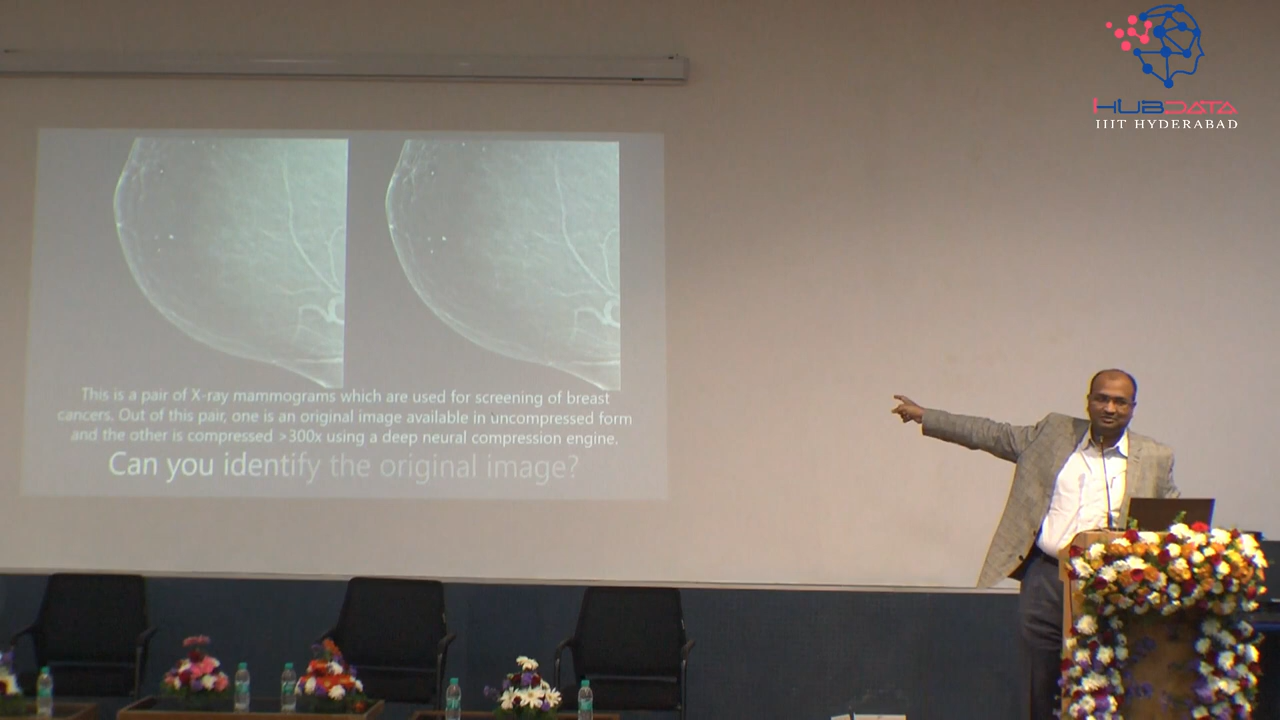 HUBDATA
IIIT HYDERABAD
This is a pair of X-ray mammograms which are used for screening of breast
cancers. Out of this pair, one is an original image available in uncompressed form
and the other is compressed >300x using a deep neural compression engine.
Can you identify the original image?